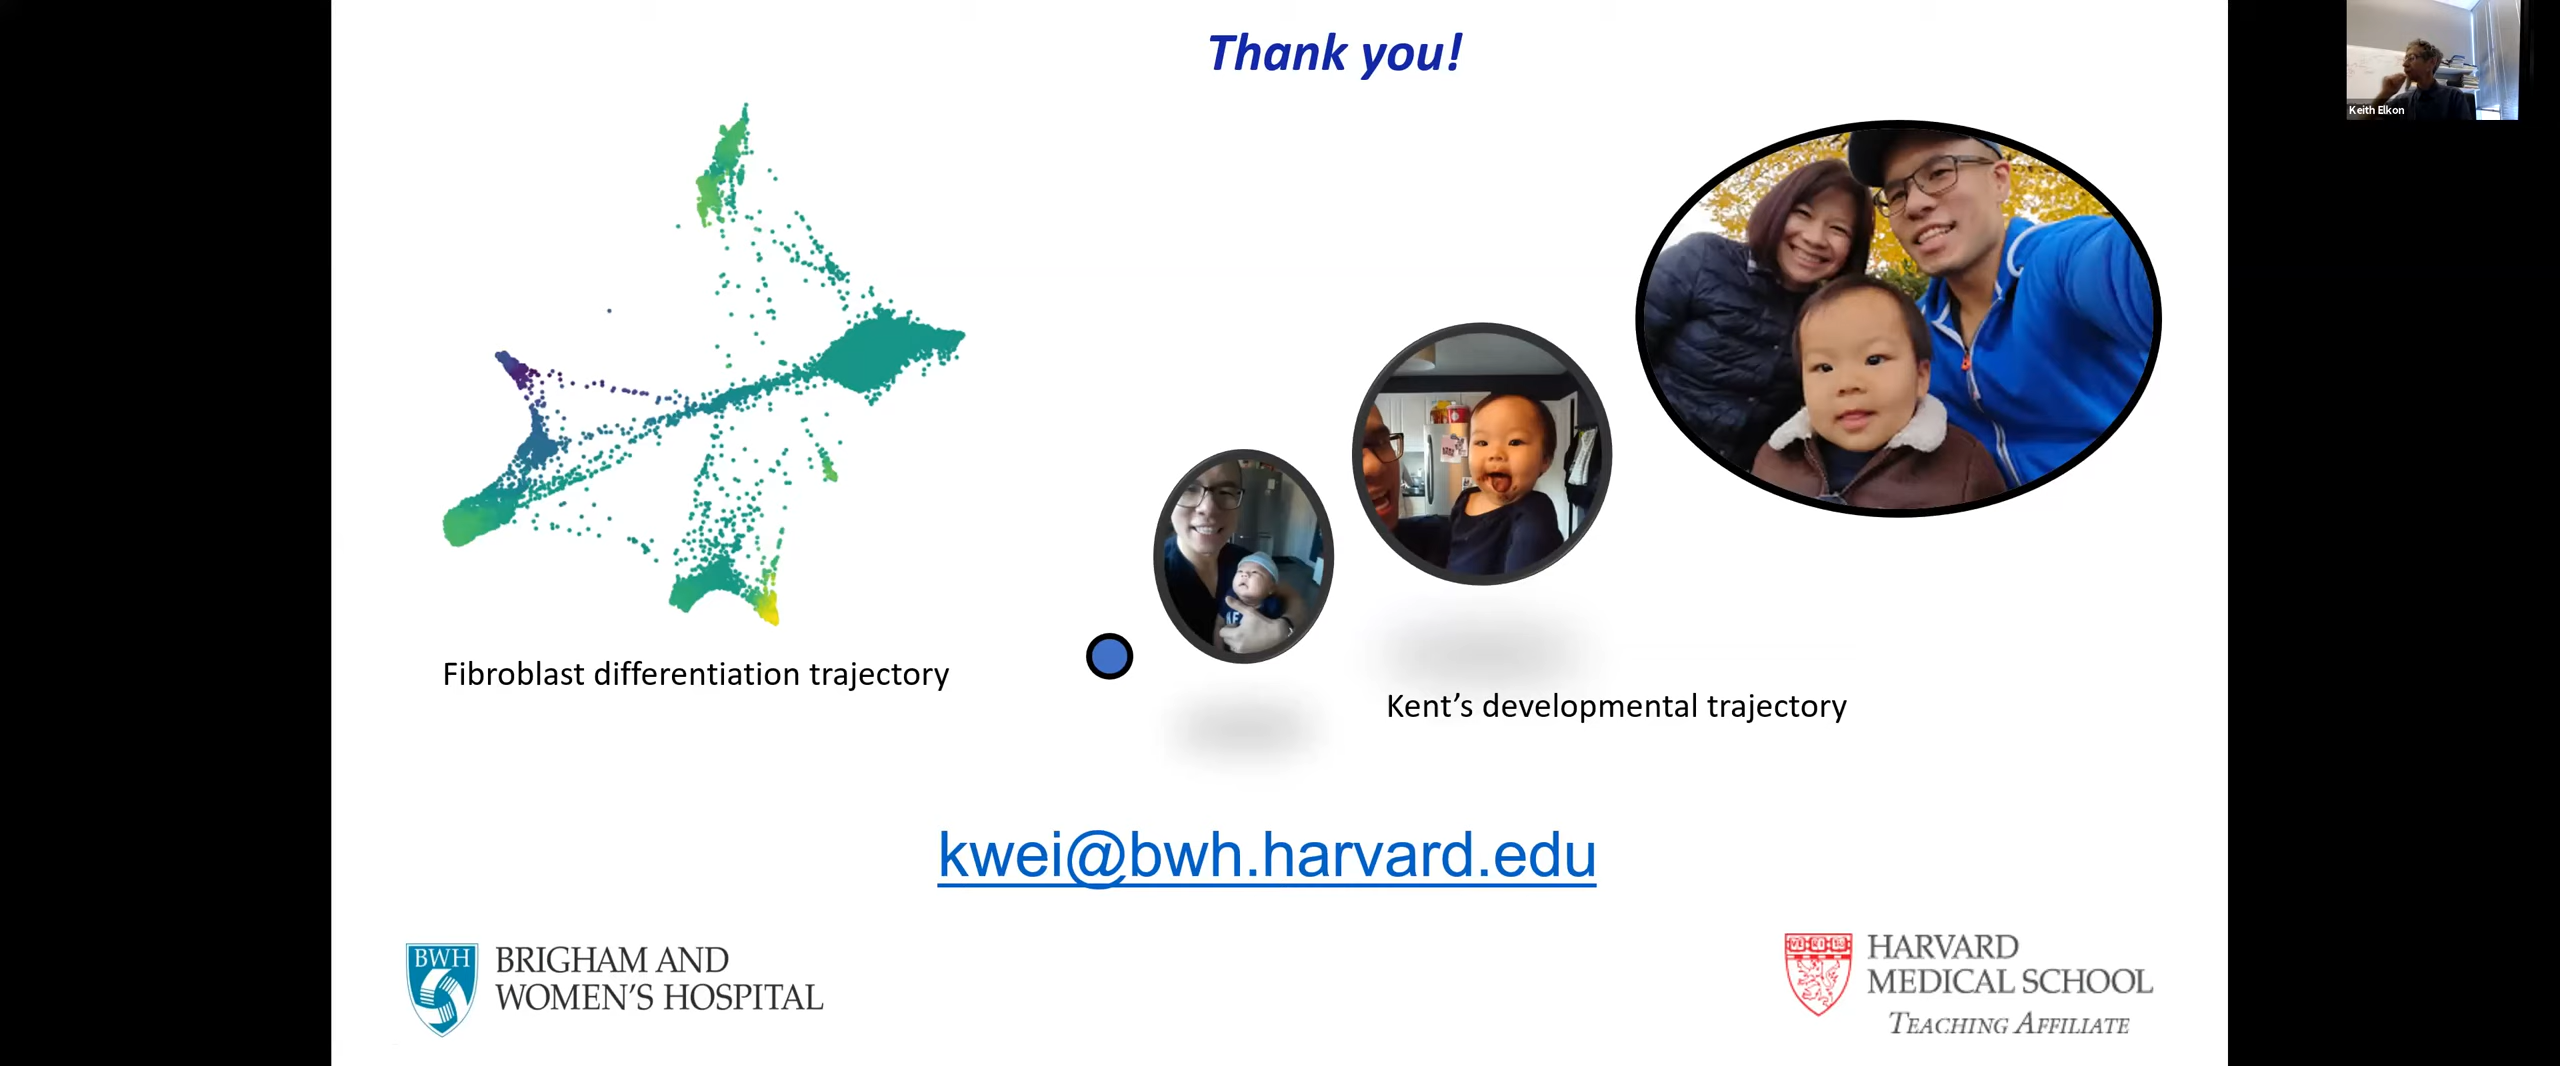 Thank you!
Keith Elkon
Fibroblast differentiation trajectory
Kent’s developmental trajectory
kwei@bwh.harvard.edu
BWH
BRIGHAM AND
WOMEN’S HOSPITAL
HARVARD
MEDICAL SCHOOL
TEACHING AFFILIATE